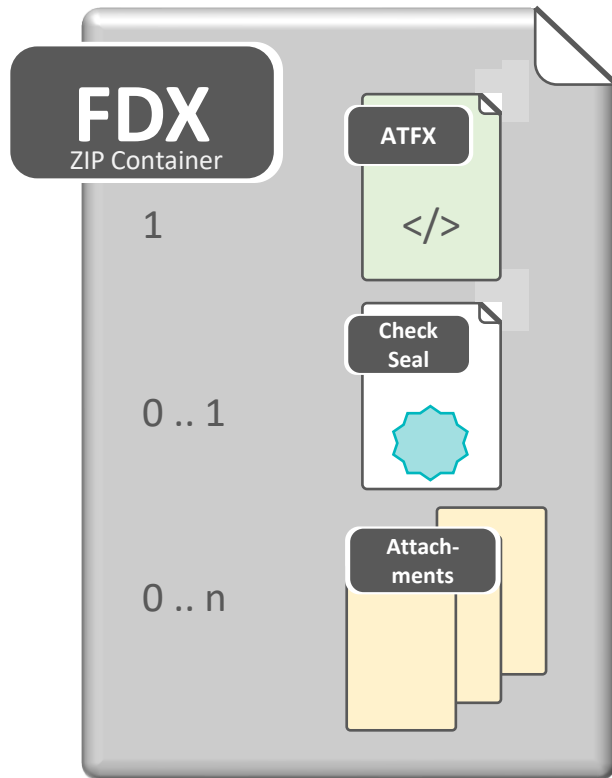 FDX
ZIP Container
ATFX
1
</>
Check
Seal
0 .. 1
Attach-
ments
0 .. n